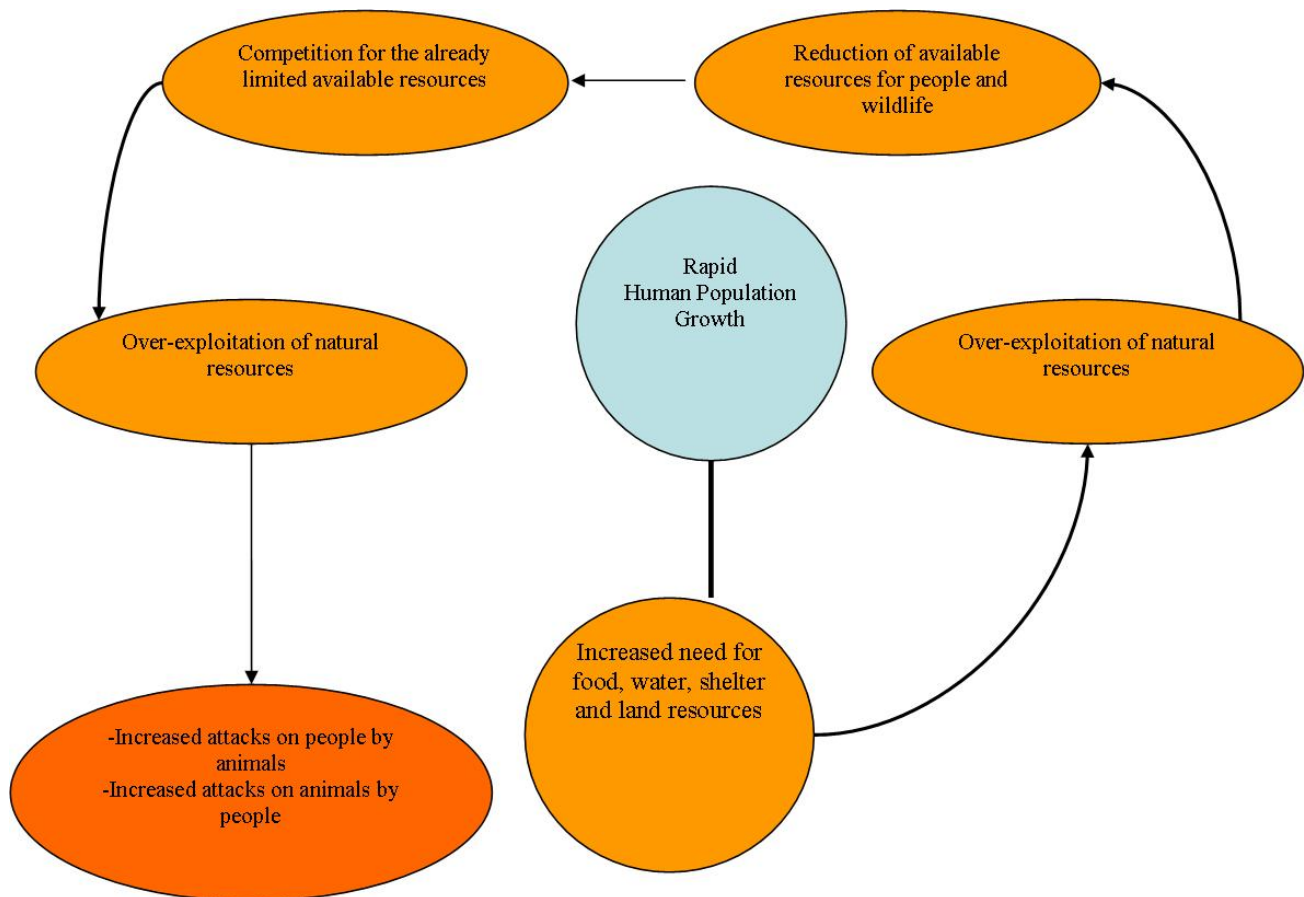 Competition for the already
limited available resources
Reduction of available
resources for people and
wildlife
Rapid
Human Population
Growth
Over-exploitation of natural
resources
Over-exploitation of natural
resources
Increased need for
food, water, shelter
and land resources
-Increased attacks on people by
animals
-Increased attacks on animals by
people